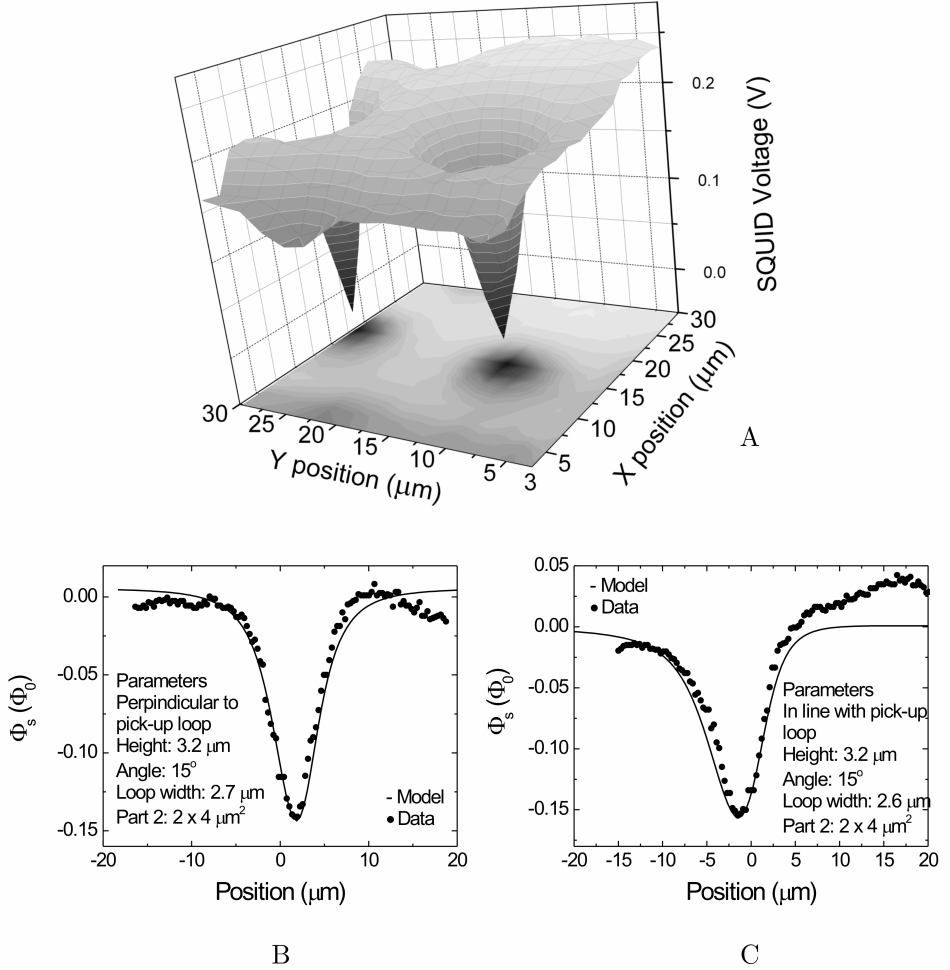 0.2
0.1
0.0
SQUID Voltage (V)
30
25
20
15
10
5
3
Y position (μm)
30
25
20
15
10
5
X position (μm)
A
0.00
-0.05
-0.10
-0.15
Φs (Φ0)
Parameters
Perpindicular to
pick-up loop
Height: 3.2 μm
Angle: 15°
Loop width: 2.7 μm
Part 2: 2 x 4 μm²
- Model
● Data
-20 -10 0 10 20
Position (μm)
B
0.05
0.00
-0.05
-0.10
-0.15
Φs (Φ0)
- Model
● Data
Parameters
In line with pick-up
loop
Height: 3.2 μm
Angle: 15°
Loop width: 2.6 μm
Part 2: 2 x 4 μm²
-20 -15 -10 -5 0 5 10 15 20
Position (μm)
C